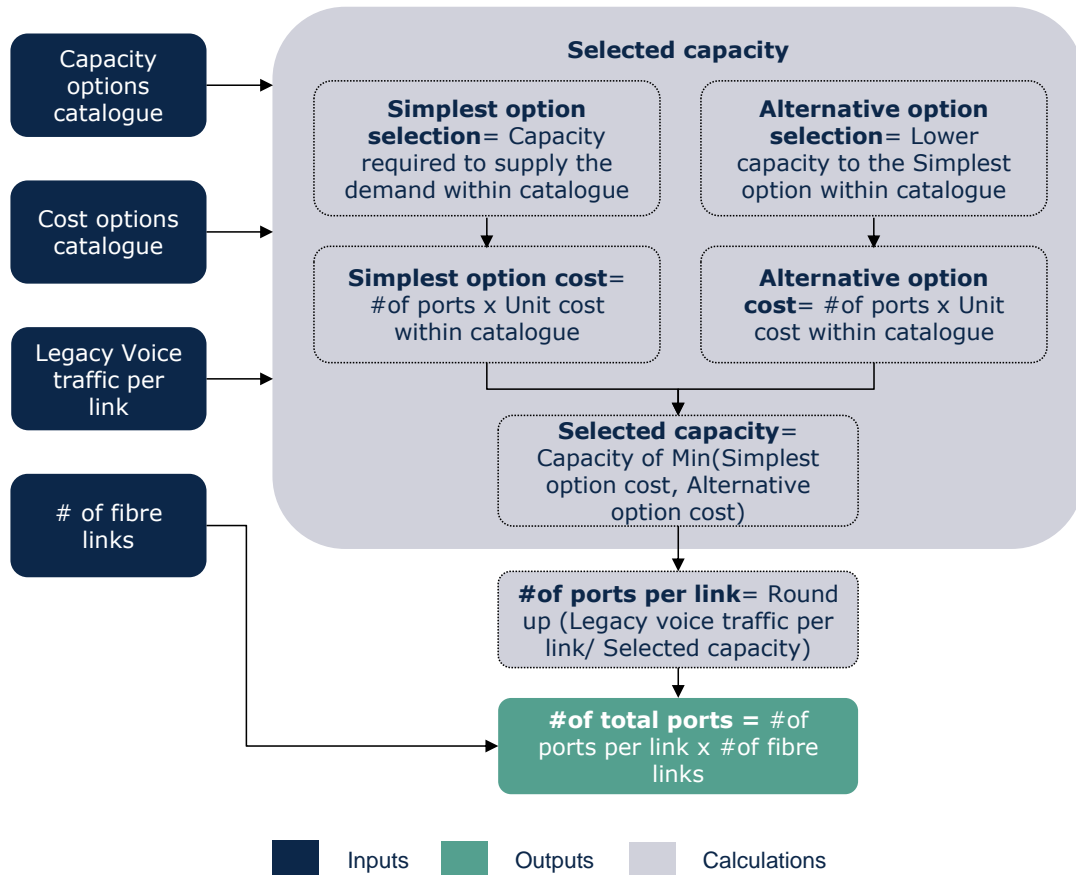 Capacity
options
catalogue
Cost options
catalogue
Legacy Voice
traffic per
link
# of fibre
links
Selected capacity
Simplest option
selection= Capacity
required to supply the
demand within catalogue
Alternative option
selection= Lower
capacity to the Simplest
option within catalogue
Simplest option cost=
#of ports x Unit cost
within catalogue
Alternative option
cost= #of ports x Unit
cost within catalogue
Selected capacity=
Capacity of Min(Simplest
option cost, Alternative
option cost)
#of ports per link= Round
up (Legacy voice traffic per
link/ Selected capacity)
#of total ports = #of
ports per link x #of fibre
links
Inputs
Outputs
Calculations